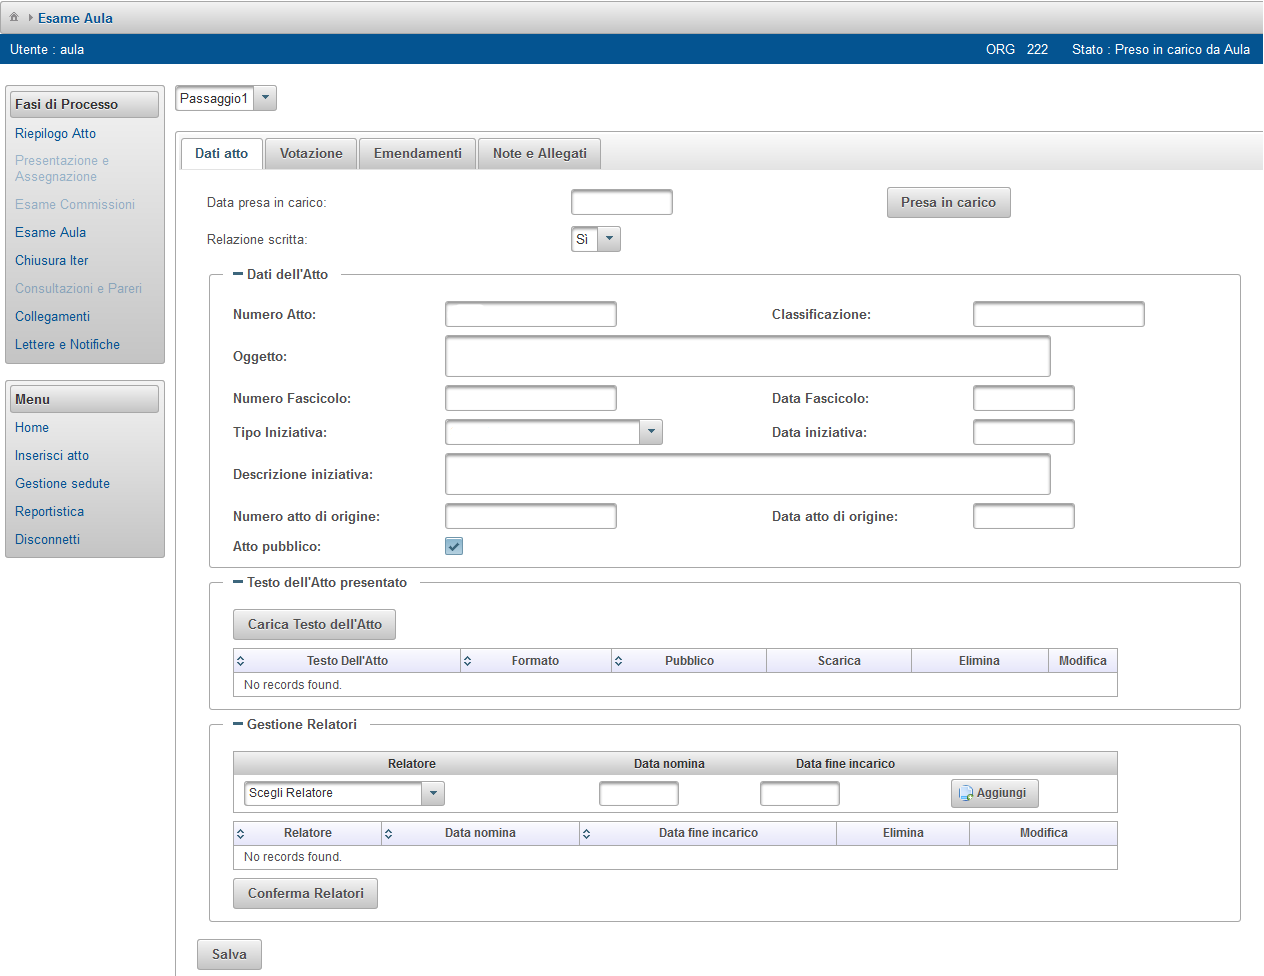 Esame Aula
Utente : aula
ORG 222 Stato : Preso in carico da Aula
Fasi di Processo
Riepilogo Atto
Presentazione e
Assegnazione
Esame Commissioni
Esame Aula
Chiusura Iter
Consultazioni e Pareri
Collegamenti
Lettere e Notifiche
Menu
Home
Inserisci atto
Gestione sedute
Reportistica
Disconnetti
Passaggio1
Dati atto Votazione Emendamenti Note e Allegati
Data presa in carico: Presa in carico
Relazione scritta: Sì
Dati dell'Atto
Numero Atto: Classificazione:
Oggetto:
Numero Fascicolo: Data Fascicolo:
Tipo Iniziativa: Data iniziativa:
Descrizione iniziativa:
Numero atto di origine: Data atto di origine:
Atto pubblico:
Testo dell'Atto presentato
Carica Testo dell'Atto
Testo Dell'Atto Formato Pubblico Scarica Elimina Modifica
No records found.
Gestione Relatori
Relatore Data nomina Data fine incarico
Scegli Relatore Aggiungi
Relatore Data nomina Data fine incarico Elimina Modifica
No records found.
Conferma Relatori
Salva